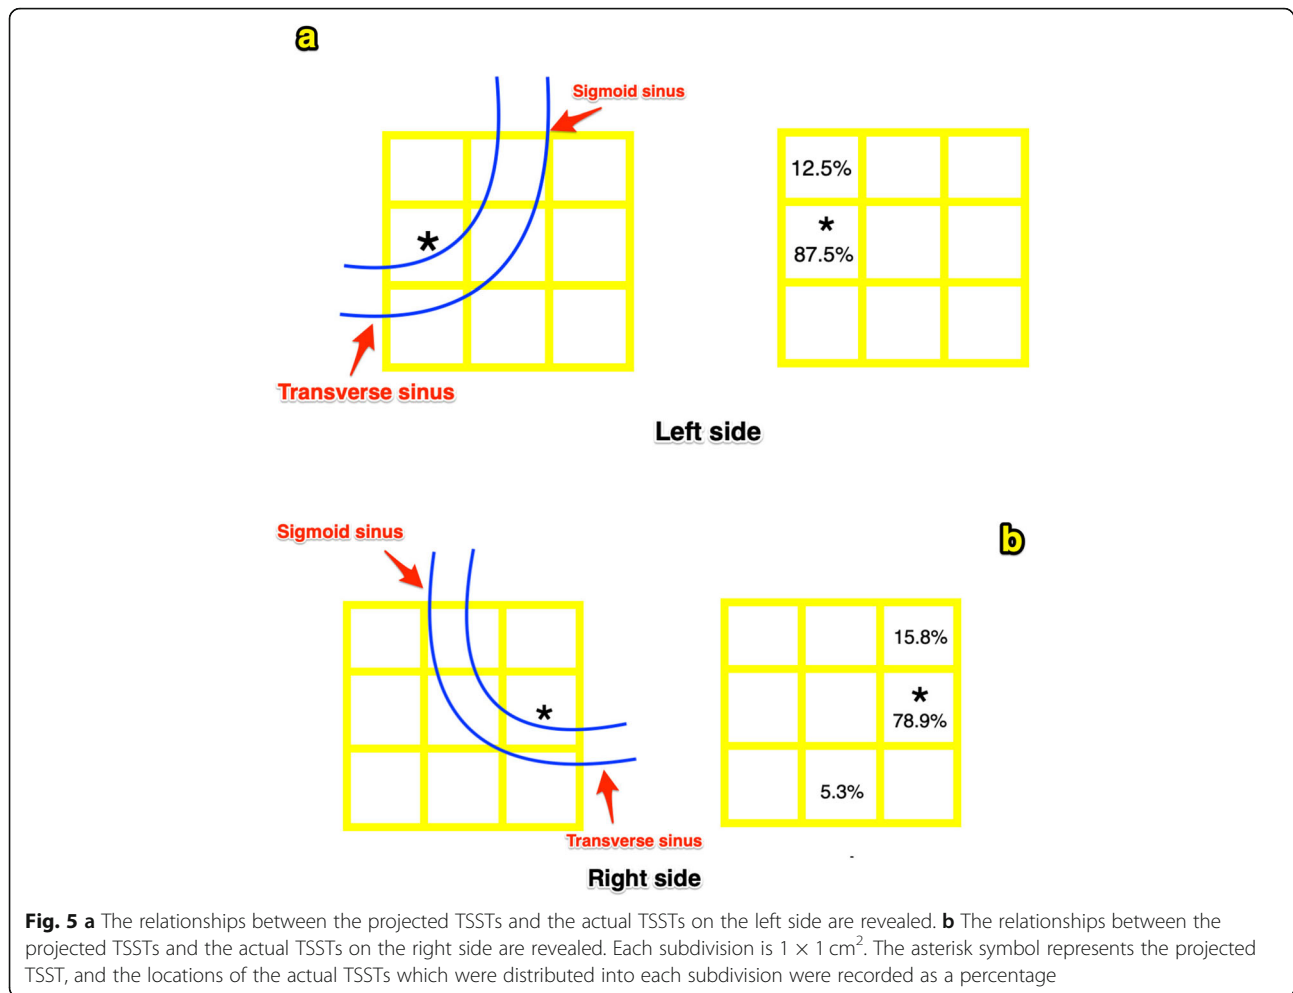 a
Sigmoid sinus
12.5%
*
*
87.5%
Transverse sinus
Left side
Sigmoid sinus
b
15.8%
*
*
78.9%
5.3%
Transverse sinus
Right side
Fig. 5 a The relationships between the projected TSSTs and the actual TSSTs on the left side are revealed. b The relationships between the
projected TSSTs and the actual TSSTs on the right side are revealed. Each subdivision is 1 × 1 cm². The asterisk symbol represents the projected
TSST, and the locations of the actual TSSTs which were distributed into each subdivision were recorded as a percentage